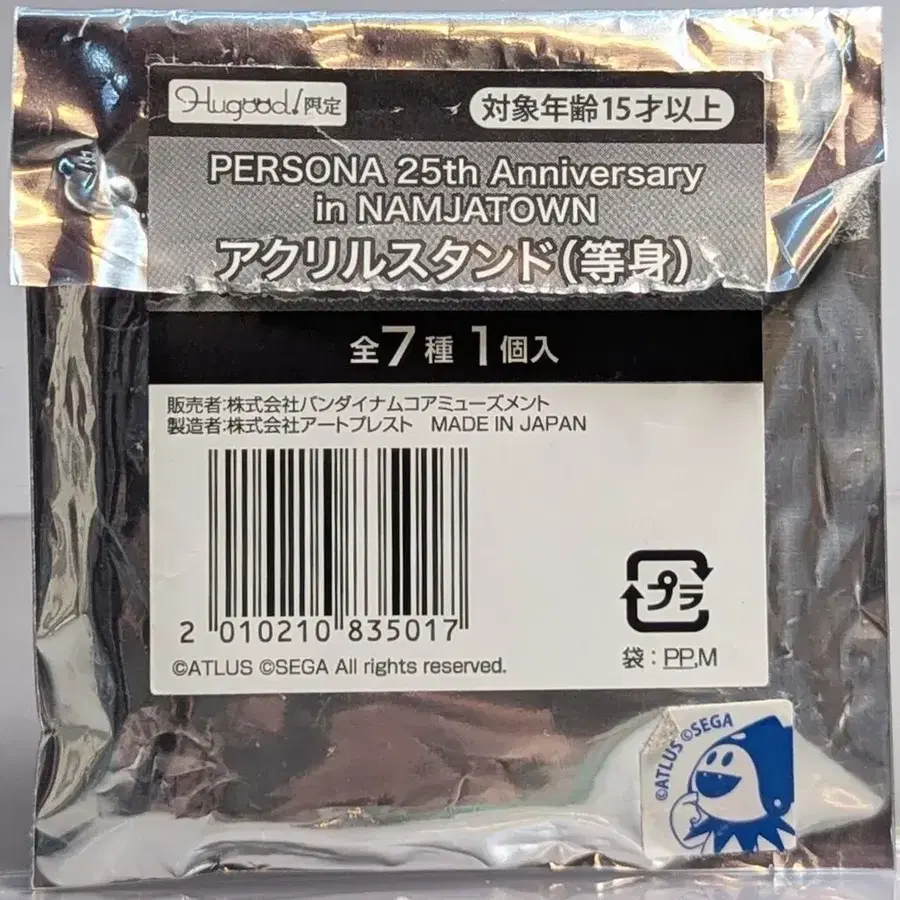 Hugood!限定
対象年齢15才以上
PERSONA 25th Anniversary
in NAMJATOWN
アクリルスタンド(等身)
全7種1個入
販売者:株式会社バンダイナムコアミューズメント
製造者:株式会社アートプレスト MADE IN JAPAN
2 010210 835017
プラ
©ATLUS ©SEGA All rights reserved.
袋:PP,M
©ATLUS ©SEGA